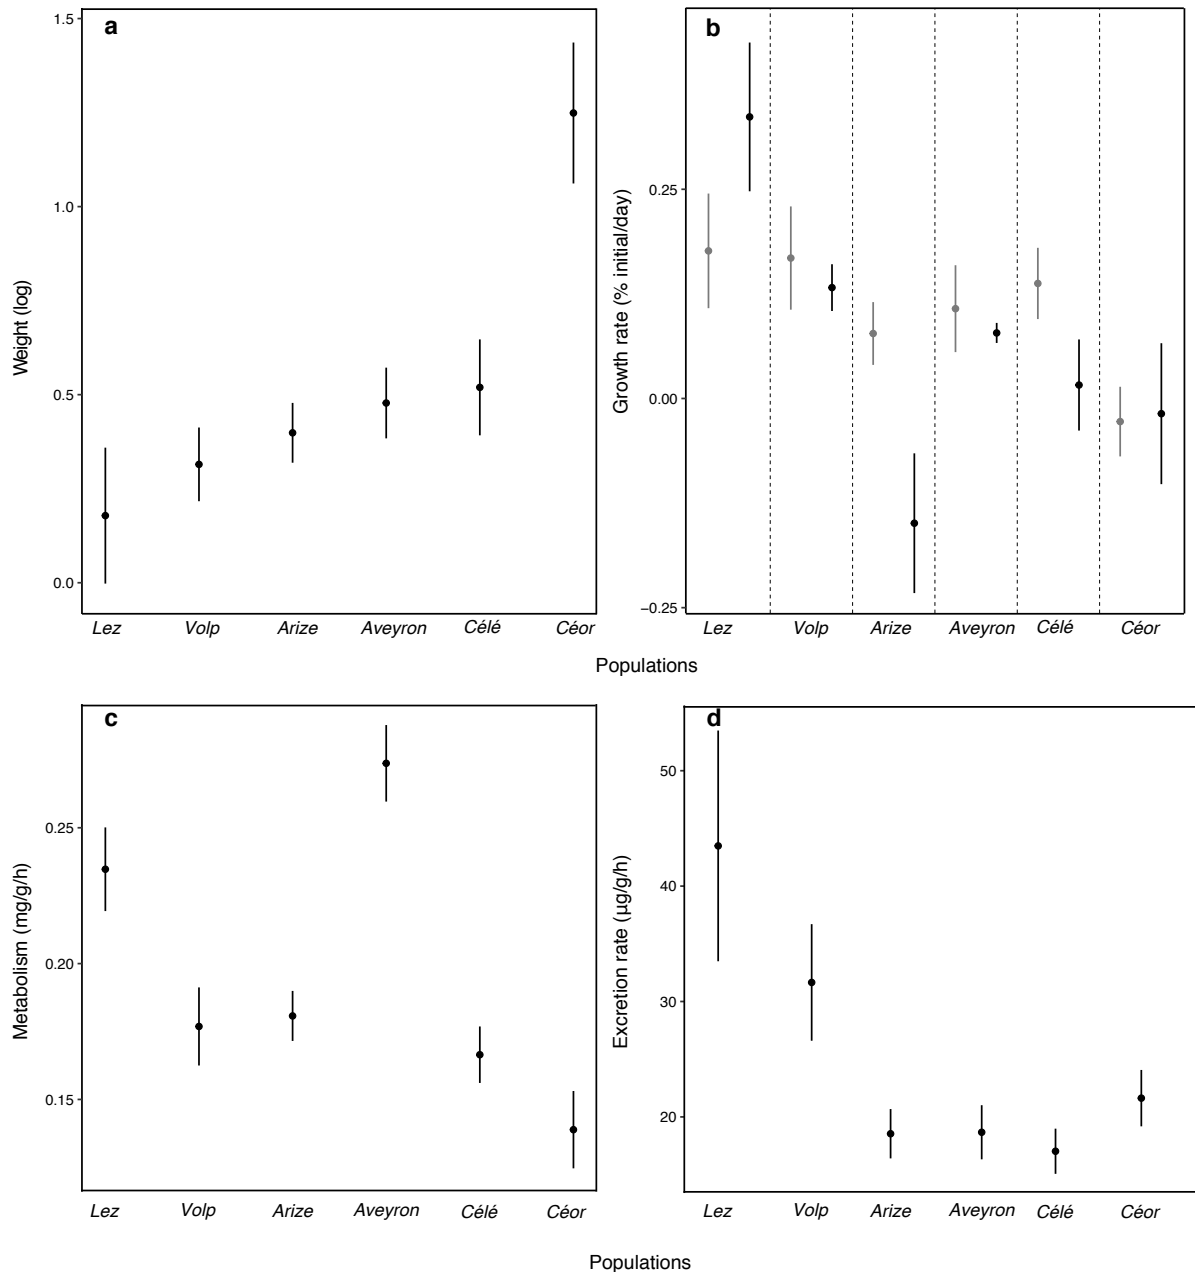 a
Weight (log)
1.5
1.0
0.5
0.0
Lez Volp Arize Aveyron Célé Céor
b
Growth rate (% initial/day)
0.25
0.00
−0.25
Lez Volp Arize Aveyron Célé Céor
Populations
c
Metabolism (mg/g/h)
0.25
0.20
0.15
Lez Volp Arize Aveyron Célé Céor
d
Excretion rate (µg/g/h)
50
40
30
20
Lez Volp Arize Aveyron Célé Céor
Populations